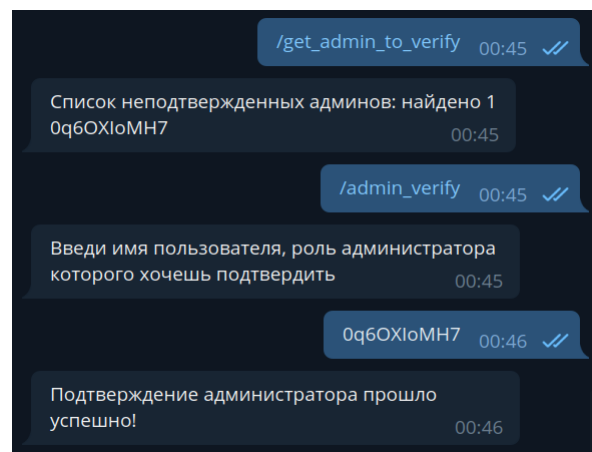 /get_admin_to_verify 00:45
Список неподтвержденных админов: найдено 1
0q6OXIoMH7
00:45
/admin_verify 00:45
Введи имя пользователя, роль администратора
которого хочешь подтвердить
00:45
0q6OXIoMH7 00:46
Подтверждение администратора прошло
успешно!
00:46